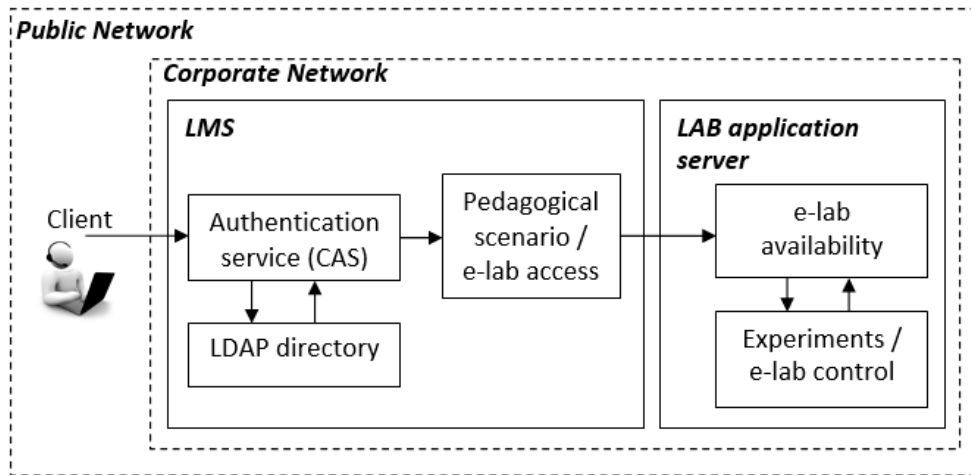 Public Network
Corporate Network
LMS
LAB application
server
Client
Authentication
service (CAS)
Pedagogical
scenario /
e-lab access
e-lab
availability
LDAP directory
Experiments /
e-lab control